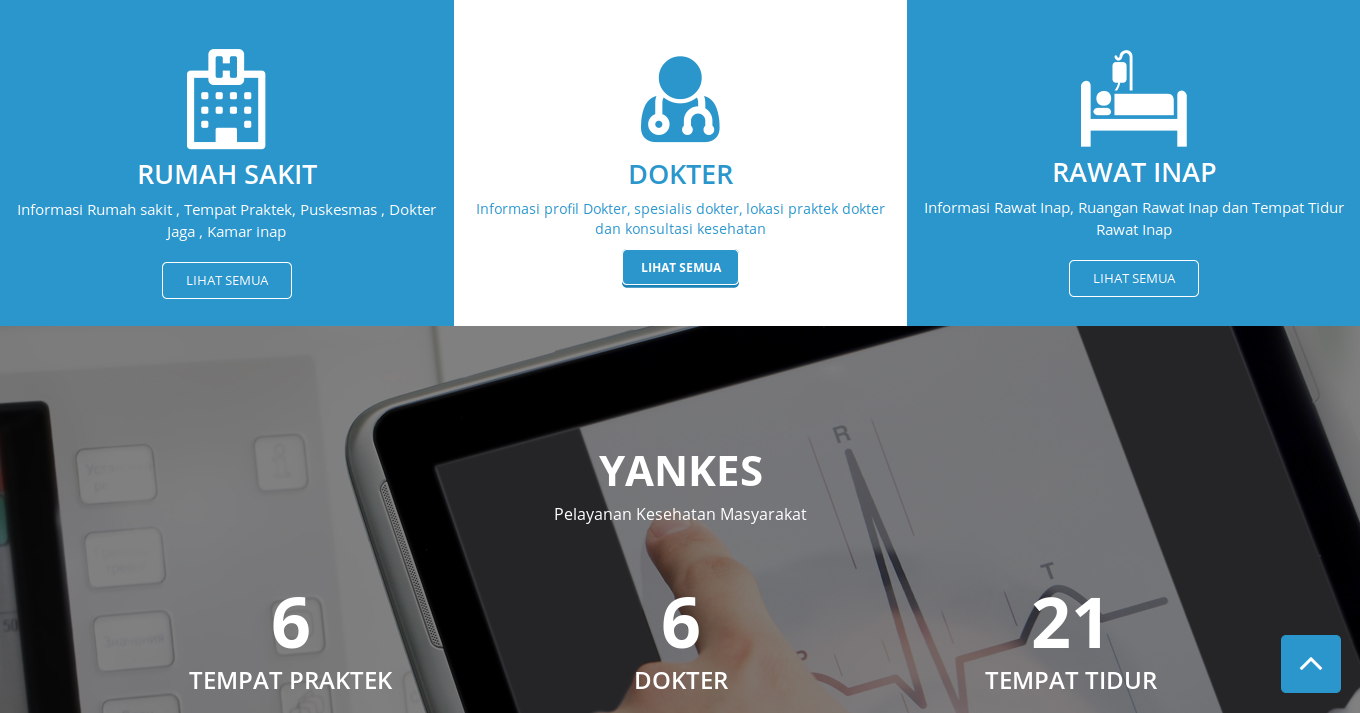 RUMAH SAKIT
Informasi Rumah sakit , Tempat Praktek, Puskesmas , Dokter
Jaga , Kamar inap
LIHAT SEMUA
DOKTER
Informasi profil Dokter, spesialis dokter, lokasi praktek dokter
dan konsultasi kesehatan
LIHAT SEMUA
RAWAT INAP
Informasi Rawat Inap, Ruangan Rawat Inap dan Tempat Tidur
Rawat Inap
LIHAT SEMUA
R
YANKES
Pelayanan Kesehatan Masyarakat
T
6
TEMPAT PRAKTEK
6
DOKTER
21
TEMPAT TIDUR